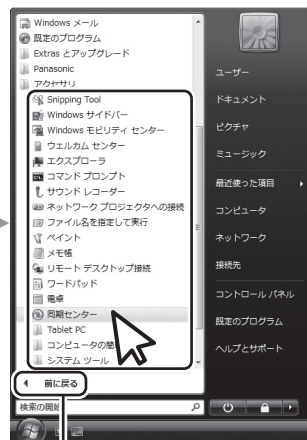 Windows メール
既定のプログラム
Extras とアップグレード
Panasonic
アクセサリ
Snipping Tool
Windows サイドバー
Windows モビリティ センター
ウェルカム センター
エクスプローラ
コマンド プロンプト
サウンド レコーダー
ネットワーク プロジェクタへの接続
ファイル名を指定して実行
ペイント
メモ帳
リモート デスクトップ接続
ワードパッド
電卓
同期センター
Tablet PC
コンピュータの簡
システム ツール
前に戻る
検索の開始
ユーザー
ドキュメント
ピクチャ
ミュージック
最近使った項目
コンピュータ
ネットワーク
接続先
コントロール パネル
既定のプログラム
ヘルプとサポート